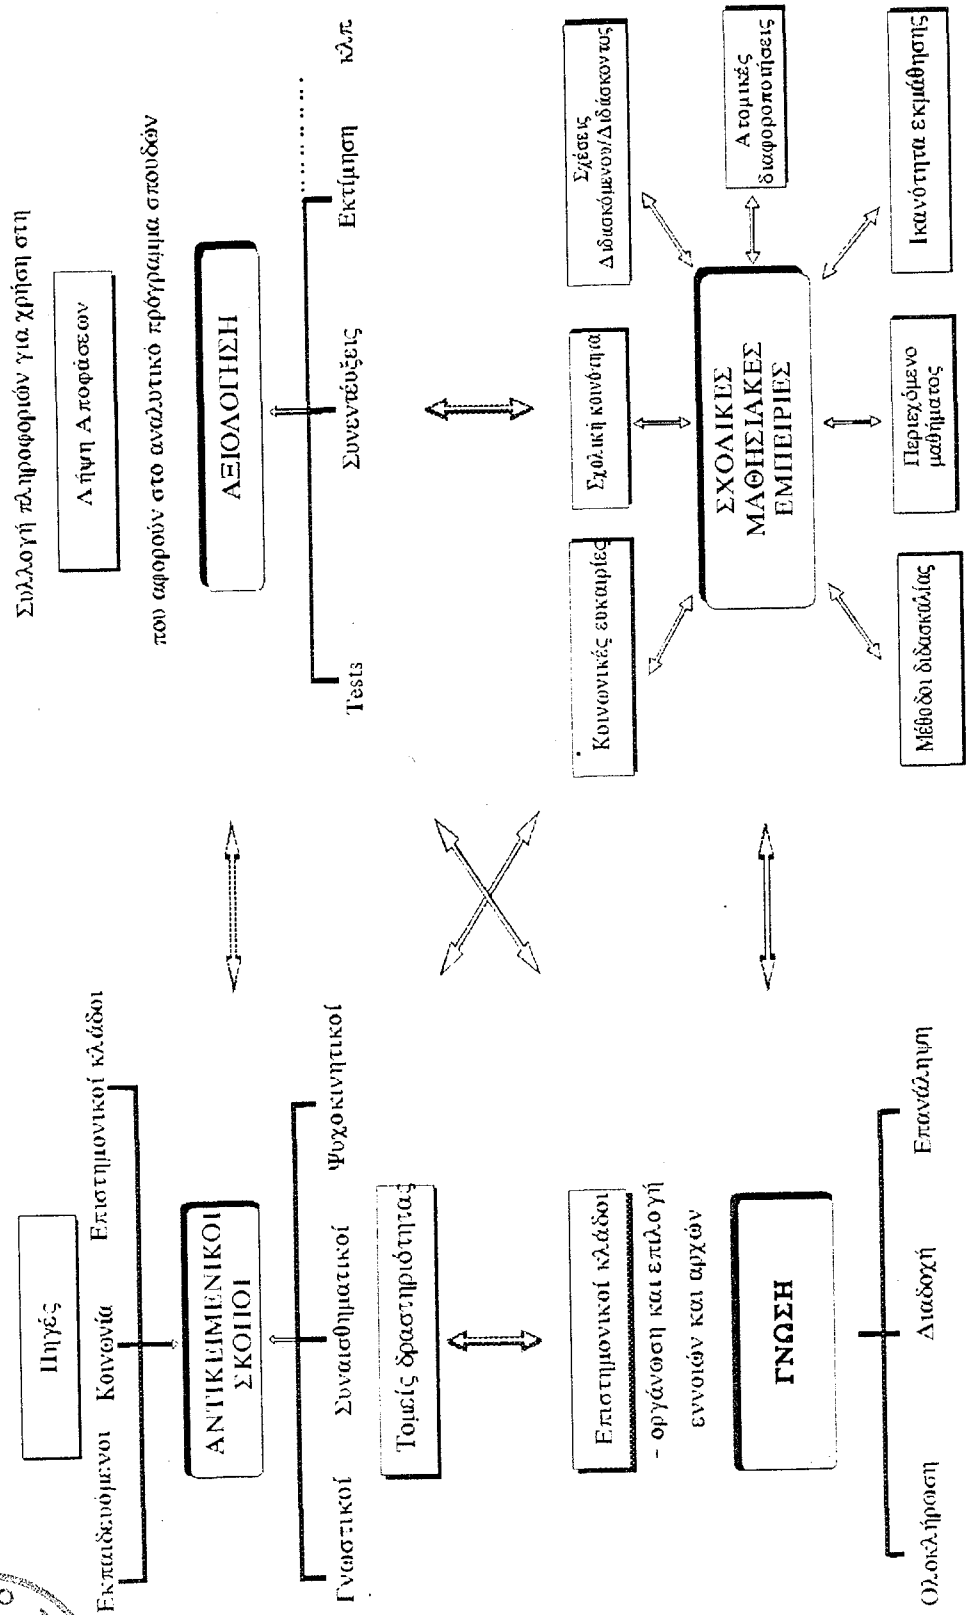 Πηγές
Εκπαιδευόμενοι Κοινωνία Επιστημονικοί κλάδοι
ΑΝΤΙΚΕΙΜΕΝΙΚΟΙ
ΣΚΟΠΟΙ
Γνωστικοί Συναισθηματικοί Ψυχοκινητικοί
Τομείς δραστηριότητας
Συλλογή πληροφοριών για χρήση στη
Λήψη Αποφάσεων
που αφορούν στο αναλυτικό πρόγραμμα σπουδών
ΑΞΙΟΛΟΓΗΣΗ
Tests Συνεντεύξεις Εκτίμηση κλπ
Επιστημονικοί κλάδοι
- οργάνωση και επιλογή
εννοιών και αρχών
ΓΝΩΣΗ
Ολοκλήρωση Διαδοχή Επανάληψη
Κοινωνικές ευκαιρίες
Σχολική κοινότητα
Σχέσεις
Διδασκόμενου/Διδάσκοντος
ΣΧΟΛΙΚΕΣ
ΜΑΘΗΣΙΑΚΕΣ
ΕΜΠΕΙΡΙΕΣ
Ατομικές
διαφοροποιήσεις
Μέθοδοι διδασκαλίας
Περιεχόμενο
μαθήματος
Ικανότητα εκμάθησης